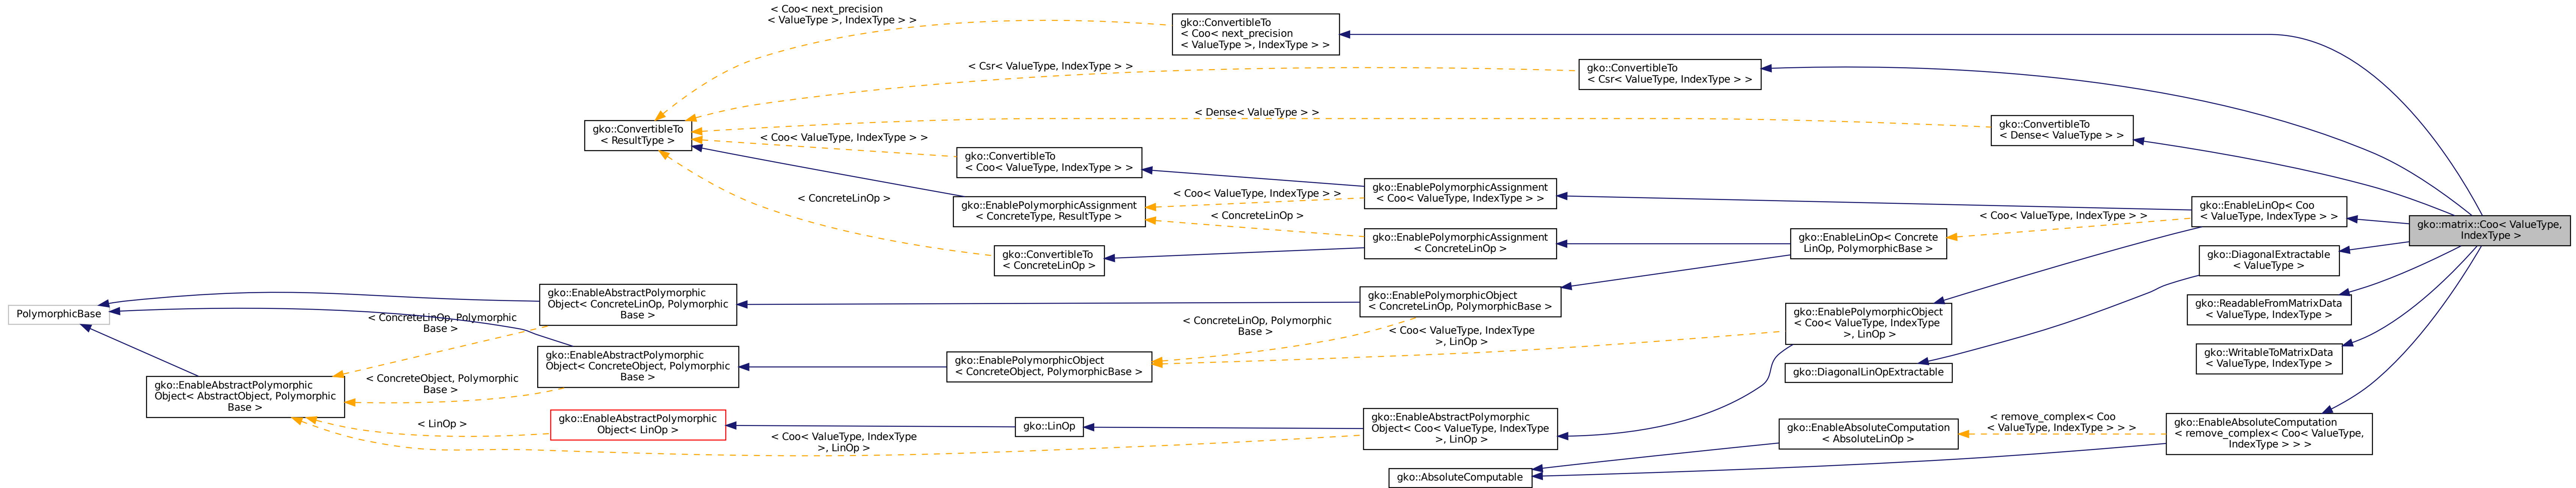 PolymorphicBase
gko::EnableAbstractPolymorphic
Object< AbstractObject, Polymorphic
Base >
< ConcreteLinOp, Polymorphic
Base >
< ConcreteObject, Polymorphic
Base >
< LinOp >
gko::EnableAbstractPolymorphic
Object< ConcreteLinOp, Polymorphic
Base >
gko::EnableAbstractPolymorphic
Object< ConcreteObject, Polymorphic
Base >
gko::EnableAbstractPolymorphic
Object< LinOp >
gko::ConvertibleTo
< ResultType >
< Coo< next_precision
< ValueType >, IndexType > >
< Csr< ValueType, IndexType > >
< Dense< ValueType > >
< Coo< ValueType, IndexType > >
< ConcreteLinOp >
< Coo< ValueType, IndexType
>, LinOp >
gko::ConvertibleTo
< Coo< ValueType, IndexType > >
gko::EnablePolymorphicAssignment
< ConcreteType, ResultType >
gko::ConvertibleTo
< ConcreteLinOp >
gko::EnablePolymorphicObject
< ConcreteObject, PolymorphicBase >
gko::LinOp
gko::ConvertibleTo
< Coo< next_precision
< ValueType >, IndexType > >
< Coo< ValueType, IndexType > >
< ConcreteLinOp >
< ConcreteLinOp, Polymorphic
Base >
< Coo< ValueType, IndexType
>, LinOp >
gko::EnablePolymorphicAssignment
< Coo< ValueType, IndexType > >
gko::EnablePolymorphicAssignment
< ConcreteLinOp >
gko::EnablePolymorphicObject
< ConcreteLinOp, PolymorphicBase >
gko::EnableAbstractPolymorphic
Object< Coo< ValueType, IndexType
>, LinOp >
gko::AbsoluteComputable
gko::ConvertibleTo
< Csr< ValueType, IndexType > >
gko::EnableLinOp< Concrete
LinOp, PolymorphicBase >
gko::EnablePolymorphicObject
< Coo< ValueType, IndexType
>, LinOp >
gko::DiagonalLinOpExtractable
gko::EnableAbsoluteComputation
< AbsoluteLinOp >
gko::ConvertibleTo
< Dense< ValueType > >
< Coo< ValueType, IndexType > >
< remove_complex< Coo
< ValueType, IndexType > > >
gko::EnableLinOp< Coo
< ValueType, IndexType > >
gko::DiagonalExtractable
< ValueType >
gko::ReadableFromMatrixData
< ValueType, IndexType >
gko::WritableToMatrixData
< ValueType, IndexType >
gko::EnableAbsoluteComputation
< remove_complex< Coo< ValueType,
IndexType > > >
gko::matrix::Coo< ValueType,
IndexType >